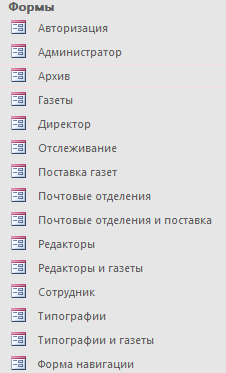 Формы
Авторизация
Администратор
Архив
Газеты
Директор
Отслеживание
Поставка газет
Почтовые отделения
Почтовые отделения и поставка
Редакторы
Редакторы и газеты
Сотрудник
Типографии
Типографии и газеты
Форма навигации